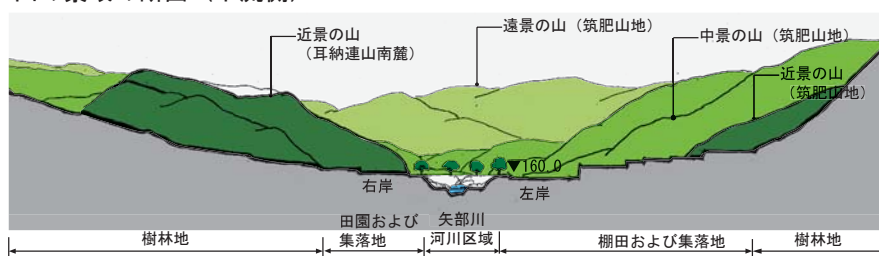 近景の山
（耳納連山南麓）
遠景の山（筑肥山地）
中景の山（筑肥山地）
近景の山
（筑肥山地）
▼160.0
右岸
左岸
田園および
集落地
矢部川
河川区域
樹林地
棚田および集落地
樹林地